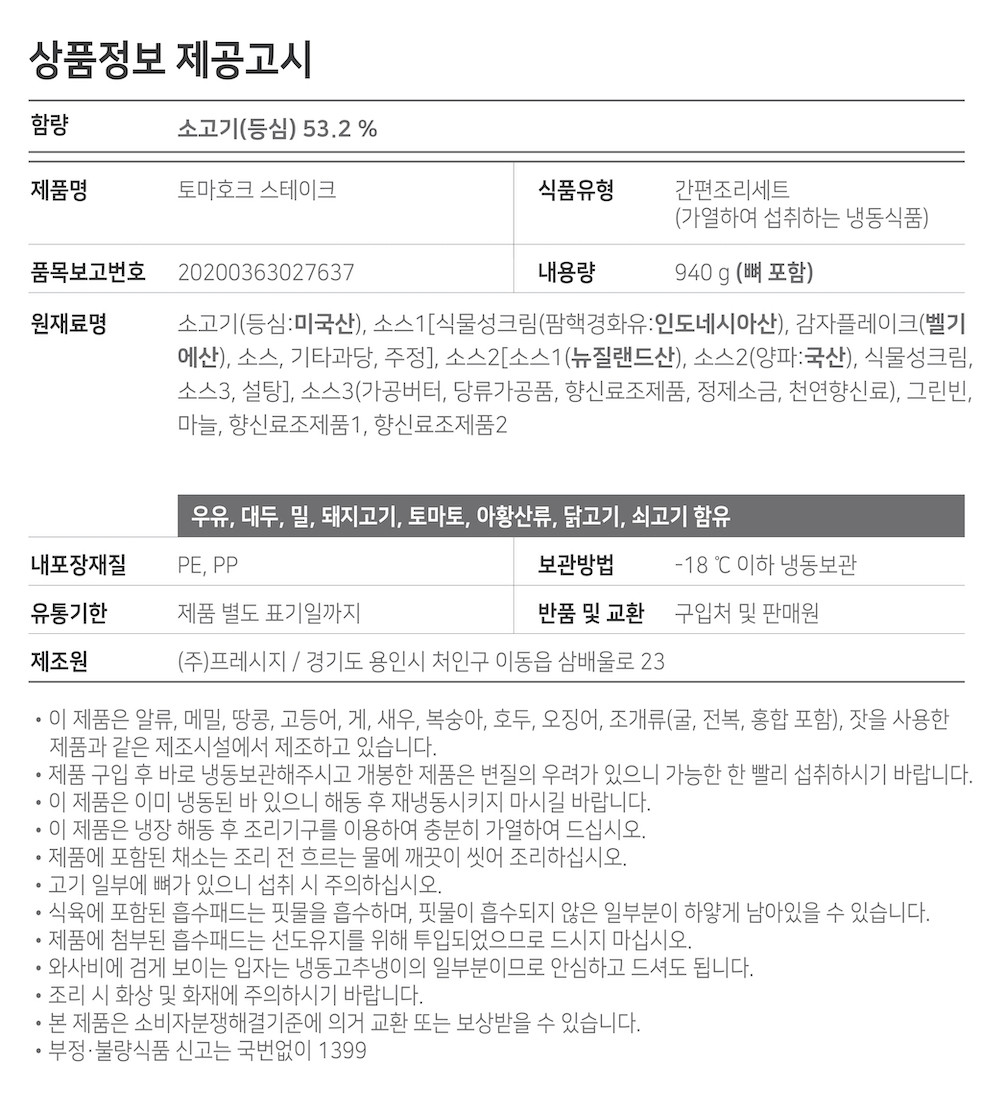 상품정보 제공고시
함량 소고기(등심) 53.2 %
제품명 토마호크 스테이크 식품유형 간편조리세트
(가열하여 섭취하는 냉동식품)
품목보고번호 20200363027637 내용량 940 g (뼈 포함)
원재료명 소고기(등심:미국산), 소스1[식물성크림(팜핵경화유:인도네시아산), 감자플레이크(벨기
에산), 소스, 기타과당, 주정], 소스2[소스1(뉴질랜드산), 소스2(양파:국산), 식물성크림,
소스3, 설탕], 소스3(가공버터, 당류가공품, 향신료조제품, 정제소금, 천연향신료), 그린빈,
마늘, 향신료조제품1, 향신료조제품2
우유, 대두, 밀, 돼지고기, 토마토, 아황산류, 닭고기, 쇠고기 함유
내포장재질 PE, PP 보관방법 -18 ℃ 이하 냉동보관
유통기한 제품 별도 표기일까지 반품 및 교환 구입처 및 판매원
제조원 (주)프레시지 / 경기도 용인시 처인구 이동읍 삼배울로 23
• 이 제품은 알류, 메밀, 땅콩, 고등어, 게, 새우, 복숭아, 호두, 오징어, 조개류(굴, 전복, 홍합 포함), 잣을 사용한
제품과 같은 제조시설에서 제조하고 있습니다.
• 제품 구입 후 바로 냉동보관해주시고 개봉한 제품은 변질의 우려가 있으니 가능한 한 빨리 섭취하시기 바랍니다.
• 이 제품은 이미 냉동된 바 있으니 해동 후 재냉동시키지 마시길 바랍니다.
• 이 제품은 냉장 해동 후 조리기구를 이용하여 충분히 가열하여 드십시오.
• 제품에 포함된 채소는 조리 전 흐르는 물에 깨끗이 씻어 조리하십시오.
• 고기 일부에 뼈가 있으니 섭취 시 주의하십시오.
• 식육에 포함된 흡수패드는 핏물을 흡수하며, 핏물이 흡수되지 않은 일부분이 하얗게 남아있을 수 있습니다.
• 제품에 첨부된 흡수패드는 선도유지를 위해 투입되었으므로 드시지 마십시오.
• 와사비에 검게 보이는 입자는 냉동고추냉이의 일부분이므로 안심하고 드셔도 됩니다.
• 조리 시 화상 및 화재에 주의하시기 바랍니다.
• 본 제품은 소비자분쟁해결기준에 의거 교환 또는 보상받을 수 있습니다.
• 부정·불량식품 신고는 국번없이 1399